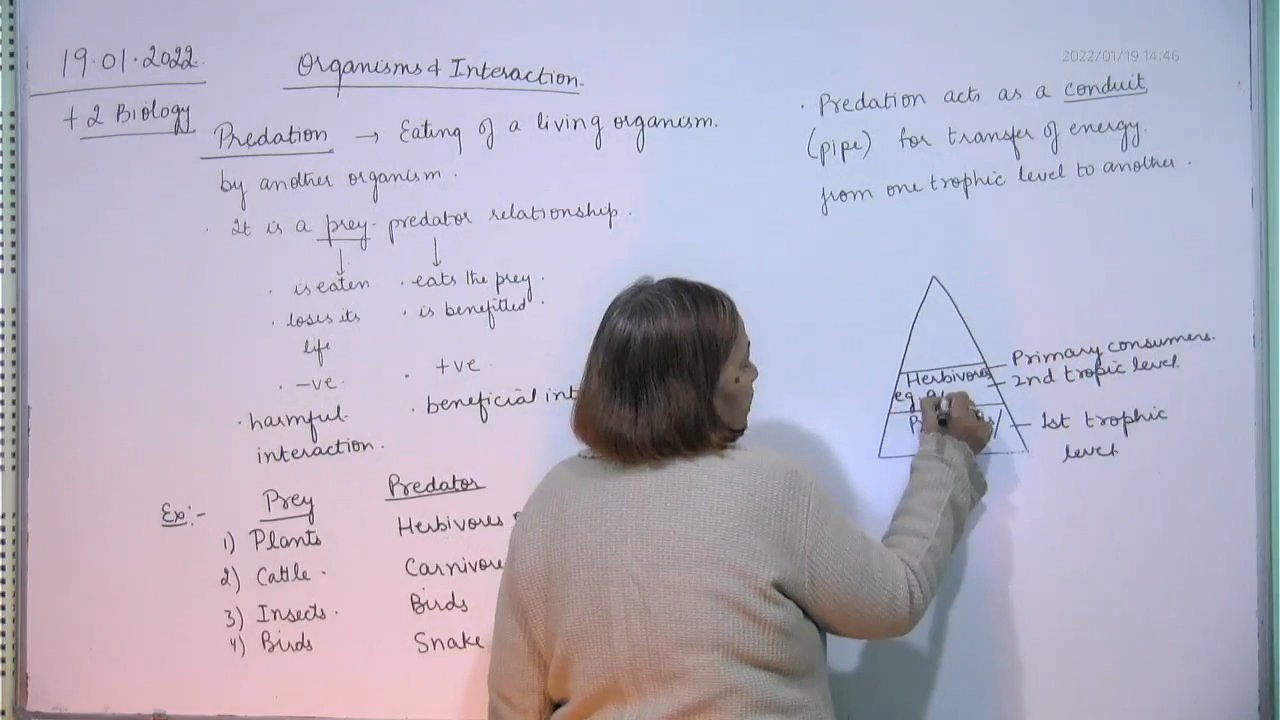 19.01.2022.
+2 Biology
Organisms & Interaction.
2022/01/19 14:46
Predation → Eating of a living organism.
by another organism.
· It is a prey-predator relationship.
· is eaten
· loses its
life
· -ve.
· harmful
interaction.
· eats the prey.
· is benefitted.
· +ve
· beneficial int
Ex:-
Prey
Predator
1) Plants
Herbivores
2) Cattle.
Carnivore
3) Insects.
Birds
4) Birds
Snake
· Predation acts as a conduit
(pipe) for transfer of energy.
from one trophic level to another.
Herbivores
eg.
Primary consumers.
2nd tropic level.
1st trophic
level